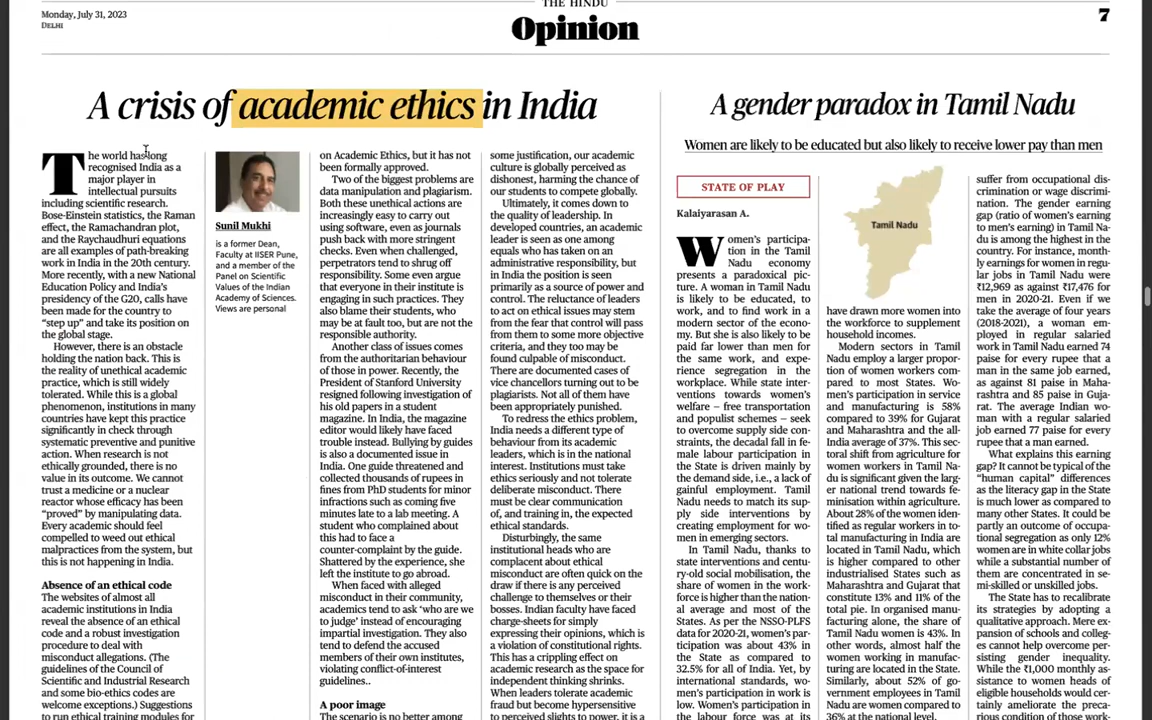 THE HINDU
Monday, July 31, 2023
DELHI
Opinion
7
A crisis of academic ethics in India
The world has long
recognised India as a
major player in
intellectual pursuits
including scientific research.
Bose-Einstein statistics, the Raman
effect, the Ramachandran plot,
and the Raychaudhuri equations
are all examples of path-breaking
work in India in the 20th century.
More recently, with a new National
Education Policy and India’s
presidency of the G20, calls have
been made for the country to
“step up” and take its position on
the global stage.
However, there is an obstacle
holding the nation back. This is
the reality of unethical academic
practice, which is still widely
tolerated. While this is a global
phenomenon, institutions in many
countries have kept this practice
significantly in check through
systematic preventive and punitive
action. When research is not
ethically grounded, there is no
value in its outcome. We cannot
trust a medicine or a nuclear
reactor whose efficacy has been
“proved” by manipulating data.
Every academic should feel
compelled to weed out ethical
malpractices from the system, but
this is not happening in India.
Absence of an ethical code
The websites of almost all
academic institutions in India
reveal the absence of an ethical
code and a robust investigation
procedure to deal with
misconduct allegations. (The
guidelines of the Council of
Scientific and Industrial Research
and some bio-ethics codes are
welcome exceptions.) Suggestions
to run ethical training modules for
Sunil Mukhi
is a former Dean,
Faculty at IISER Pune,
and a member of the
Panel on Scientific
Values of the Indian
Academy of Sciences.
Views are personal
on Academic Ethics, but it has not
been formally approved.
Two of the biggest problems are
data manipulation and plagiarism.
Both these unethical actions are
increasingly easy to carry out
using software, even as journals
push back with more stringent
checks. Even when challenged,
perpetrators tend to shrug off
responsibility. Some even argue
that everyone in their institute is
engaging in such practices. They
also blame their students, who
may be at fault too, but are not the
responsible authority.
Another class of issues comes
from the authoritarian behaviour
of those in power. Recently, the
President of Stanford University
resigned following investigation of
his old papers in a student
magazine. In India, the magazine
editor would likely have faced
trouble instead. Bullying by guides
is also a documented issue in
India. One guide threatened and
collected thousands of rupees in
fines from PhD students for minor
infractions such as coming five
minutes late to a lab meeting. A
student who complained about
this had to face a
counter-complaint by the guide.
Shattered by the experience, she
left the institute to go abroad.
When faced with alleged
misconduct in their community,
academics tend to ask ‘who are we
to judge’ instead of encouraging
impartial investigation. They also
tend to defend the accused
members of their own institutes,
violating conflict-of-interest
guidelines..
A poor image
The scenario is no better among
some justification, our academic
culture is globally perceived as
dishonest, harming the chance of
our students to compete globally.
Ultimately, it comes down to
the quality of leadership. In
developed countries, an academic
leader is seen as one among
equals who has taken on an
administrative responsibility, but
in India the position is seen
primarily as a source of power and
control. The reluctance of leaders
to act on ethical issues may stem
from the fear that control will pass
from them to some more objective
criteria, and they too may be
found culpable of misconduct.
There are documented cases of
vice chancellors turning out to be
plagiarists. Not all of them have
been appropriately punished.
To redress the ethics problem,
India needs a different type of
behaviour from its academic
leaders, which is in the national
interest. Institutions must take
ethics seriously and not tolerate
deliberate misconduct. There
must be clear communication
of, and training in, the expected
ethical standards.
Disturbingly, the same
institutional heads who are
complacent about ethical
misconduct are often quick on the
draw if there is any perceived
challenge to themselves or their
bosses. Indian faculty have faced
charge-sheets for simply
expressing their opinions, which is
a violation of constitutional rights.
This has a crippling effect on
academic research as the space for
independent thinking shrinks.
When leaders tolerate academic
fraud but become hypersensitive
to perceived slights to power, it is a
A gender paradox in Tamil Nadu
Women are likely to be educated but also likely to receive lower pay than men
STATE OF PLAY
Kalaiyarasan A.
Women’s participa-
tion in the Tamil
Nadu economy
presents a paradoxical pic-
ture. A woman in Tamil Nadu
is likely to be educated, to
work, and to find work in a
modern sector of the econo-
my. But she is also likely to be
paid far lower than men for
the same work, and expe-
rience segregation in the
workplace. While state inter-
ventions towards women’s
welfare – free transportation
and populist schemes – seek
to overcome supply side con-
straints, the decadal fall in fe-
male labour participation in
the State is driven mainly by
the demand side, i.e., a lack of
gainful employment. Tamil
Nadu needs to match its sup-
ply side interventions by
creating employment for wo-
men in emerging sectors.
In Tamil Nadu, thanks to
state interventions and centu-
ry-old social mobilisation, the
share of women in the work-
force is higher than the nation-
al average and most of the
States. As per the NSSO-PLFS
data for 2020-21, women’s par-
ticipation was about 43% in
the State as compared to
32.5% for all of India. Yet, by
international standards, wo-
men’s participation in work is
low. Women’s participation in
the labour force was at its
Tamil Nadu
have drawn more women into
the workforce to supplement
household incomes.
Modern sectors in Tamil
Nadu employ a larger propor-
tion of women workers com-
pared to most States. Wo-
men’s participation in service
and manufacturing is 58%
compared to 39% for Gujarat
and Maharashtra and the all-
India average of 37%. This sec-
toral shift from agriculture for
women workers in Tamil Na-
du is significant given the larg-
er national trend towards fe-
minisation within agriculture.
About 28% of the women iden-
tified as regular workers in to-
tal manufacturing in India are
located in Tamil Nadu, which
is higher compared to other
industrialised States such as
Maharashtra and Gujarat that
constitute 13% and 11% of the
total pie. In organised manu-
facturing alone, the share of
Tamil Nadu women is 43%. In
other words, almost half the
women working in manufac-
turing are located in the State.
Similarly, about 52% of go-
vernment employees in Tamil
Nadu are women compared to
36% at the national level.
suffer from occupational dis-
crimination or wage discrimi-
nation. The gender earning
gap (ratio of women’s earning
to men’s earning) in Tamil Na-
du is among the highest in the
country. For instance, month-
ly earnings for women in regu-
lar jobs in Tamil Nadu were
₹12,969 as against ₹17,476 for
men in 2020-21. Even if we
take the average of four years
(2018-2021), a woman em-
ployed in regular salaried
work in Tamil Nadu earned 74
paise for every rupee that a
man in the same job earned,
as against 81 paise in Maha-
rashtra and 85 paise in Guja-
rat. The average Indian wo-
man with a regular salaried
job earned 77 paise for every
rupee that a man earned.
What explains this earning
gap? It cannot be typical of the
“human capital” differences
as the literacy gap in the State
is much lower as compared to
many other States. It could be
partly an outcome of occupa-
tional segregation as only 12%
women are in white collar jobs
while a substantial number of
them are concentrated in se-
mi-skilled or unskilled jobs.
The State has to recalibrate
its strategies by adopting a
qualitative approach. Mere ex-
pansion of schools and colleg-
es cannot help overcome per-
sisting gender inequality.
While the ₹1,000 monthly as-
sistance to women heads of
eligible households would cer-
tainly ameliorate the preca-
rious condition of those wor-